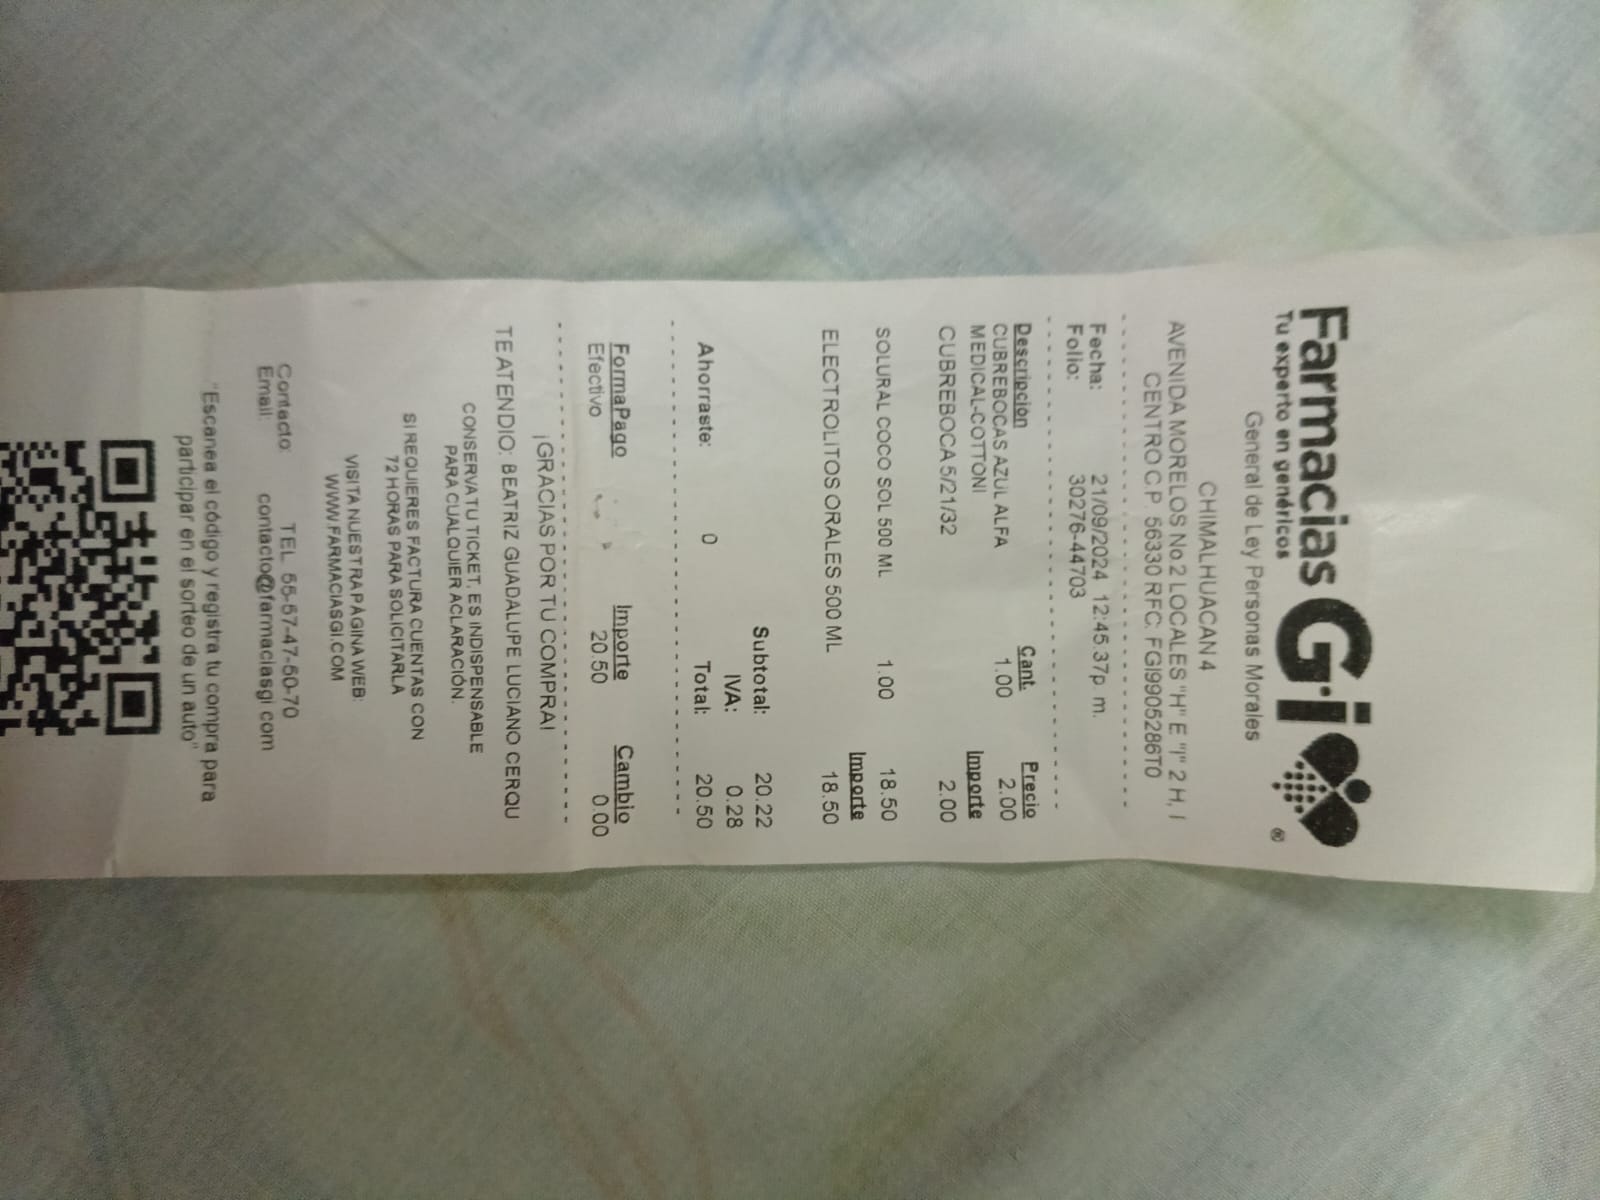 Farmacias Gi ®
Tu experto en genéricos
General de Ley Personas Morales
CHIMALHUACAN 4
AVENIDA MORELOS No.2 LOCALES "H" E "I" 2 H, I
CENTRO C.P. 56330 RFC: FGI9905286T0
Fecha: 21/09/2024 12:45:37p. m.
Folio: 30276-44703
Descripción Cant. Precio
CUBREBOCAS AZUL ALFA 1.00 2.00
MEDICAL-COTTONI Importe
CUBREBOCA 5/21/32 2.00
SOLURAL COCO SOL 500 ML 1.00 18.50
Importe
ELECTROLITOS ORALES 500 ML 18.50
Subtotal: 20.22
IVA: 0.28
Ahorraste: 0 Total: 20.50
FormaPago Importe Cambio
Efectivo 20.50 0.00
¡GRACIAS POR TU COMPRA!
TE ATENDIO: BEATRIZ GUADALUPE LUCIANO CERQU
CONSERVA TU TICKET, ES INDISPENSABLE
PARA CUALQUIER ACLARACIÓN.
SI REQUIERES FACTURA CUENTAS CON
72 HORAS PARA SOLICITARLA
VISITA NUESTRA PÁGINA WEB:
WWW.FARMACIASGI.COM
Contacto: TEL. 55-57-47-50-70
Email: contacto@farmaciasgi.com
"Escanea el código y registra tu compra para
participar en el sorteo de un auto"